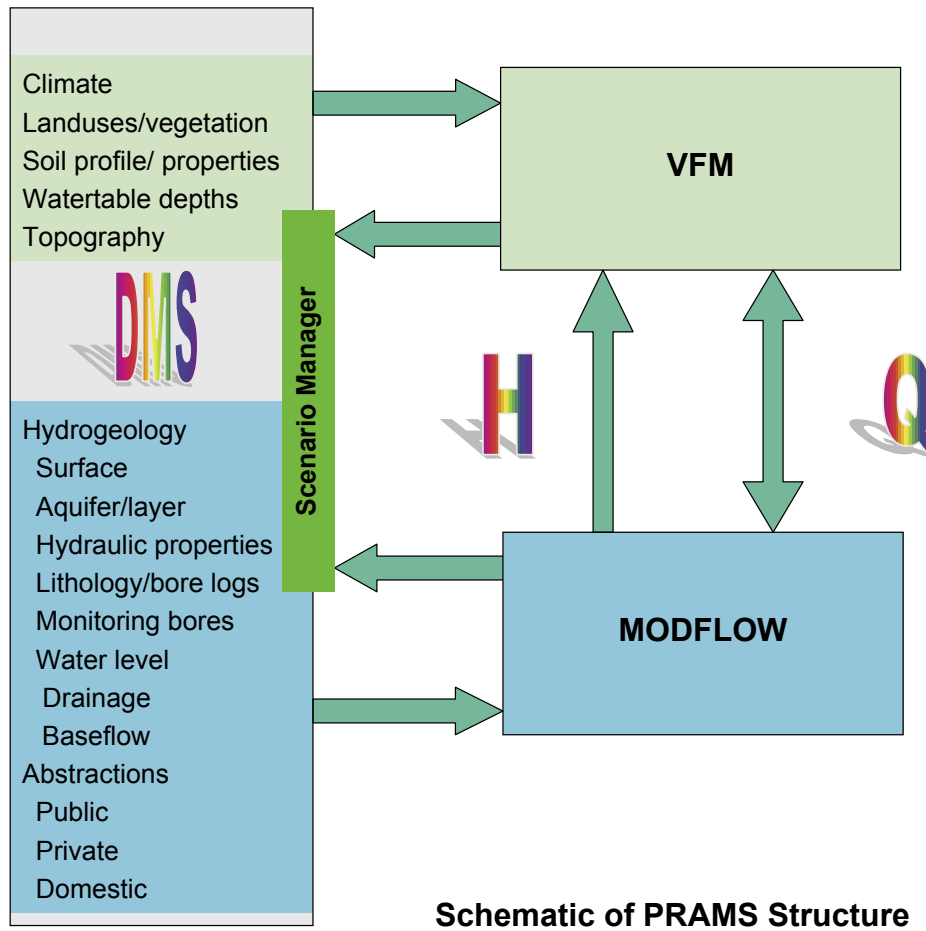 Climate
Landuses/vegetation
Soil profile/ properties
Watertable depths
Topography
DMS
Scenario Manager
Hydrogeology
Surface
Aquifer/layer
Hydraulic properties
Lithology/bore logs
Monitoring bores
Water level
Drainage
Baseflow
Abstractions
Public
Private
Domestic
VFM
H
Q
MODFLOW
Schematic of PRAMS Structure